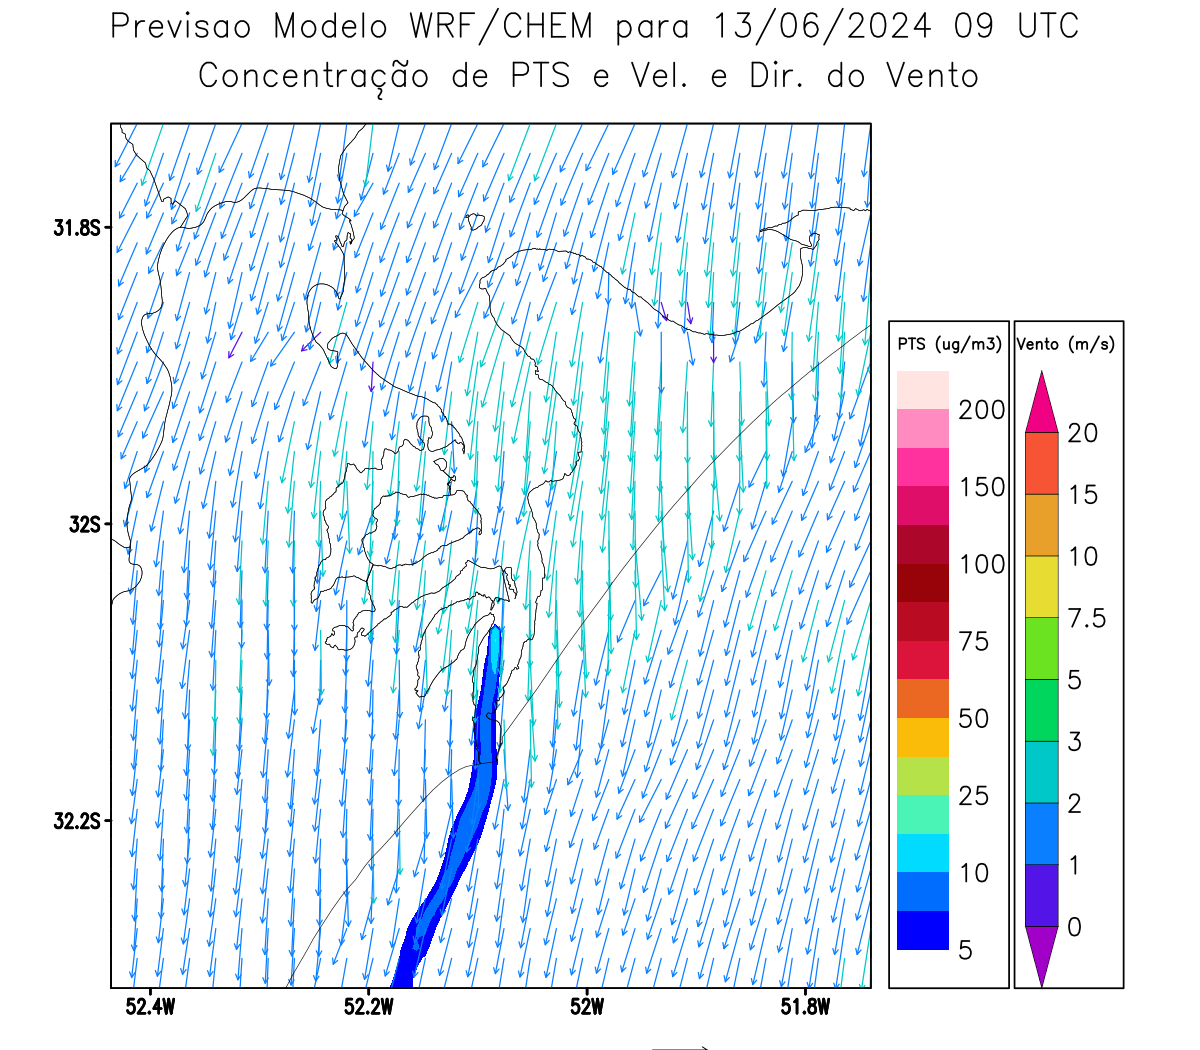 Previsao Modelo WRF/CHEM para 13/06/2024 09 UTC
Concentração de PTS e Vel. e Dir. do Vento
31.8S
32S
32.2S
52.4W 52.2W 52W 51.8W
PTS (ug/m3)
200
150
100
75
50
25
10
5
Vento (m/s)
20
15
10
7.5
5
3
2
1
0